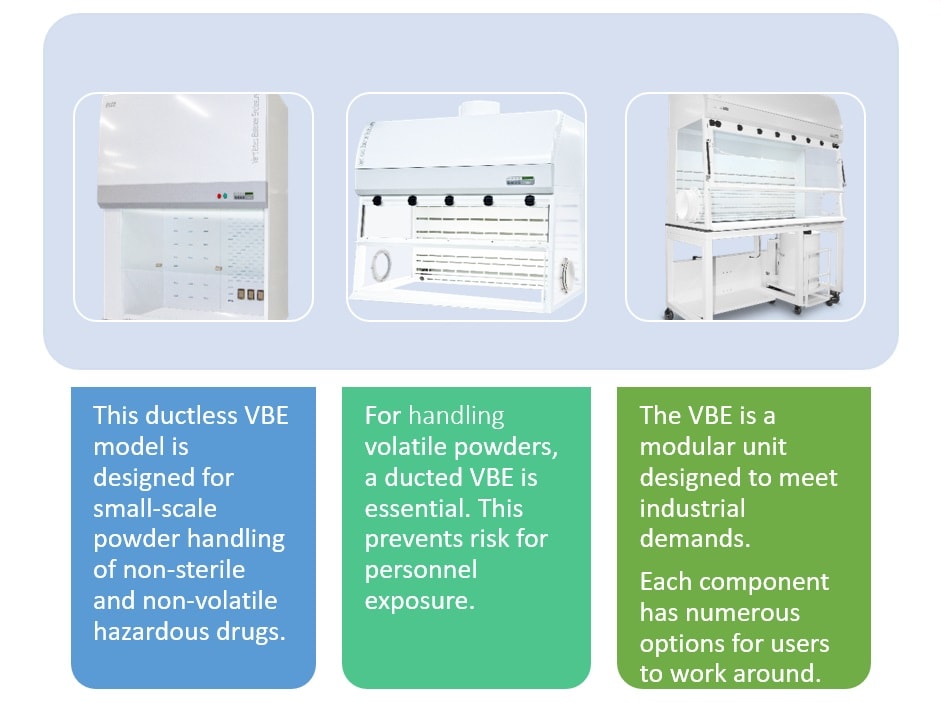 This ductless VBE
model is
designed for
small-scale
powder handling
of non-sterile
and non-volatile
hazardous drugs.
For handling
volatile powders,
a ducted VBE is
essential. This
prevents risk for
personnel
exposure.
The VBE is a
modular unit
designed to meet
industrial
demands.
Each component
has numerous
options for users
to work around.